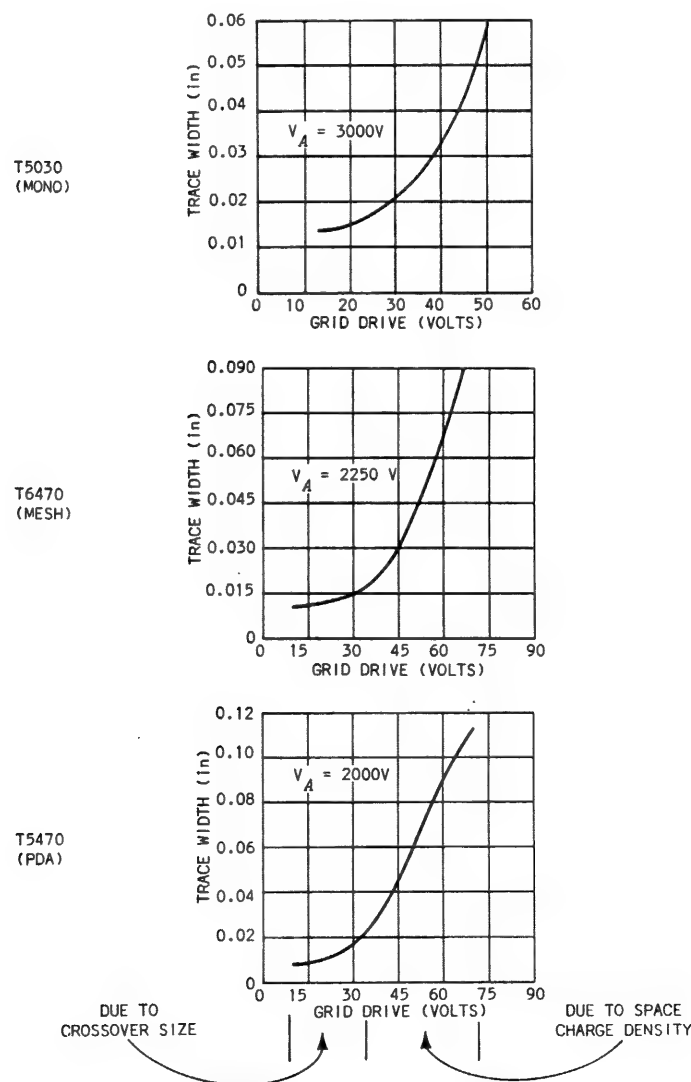 T5030
(MONO)
TRACE WIDTH (in)
0.06
0.05
0.04
0.03
0.02
0.01
0
V_A = 3000V
0 10 20 30 40 50 60
GRID DRIVE (VOLTS)
T6470
(MESH)
TRACE WIDTH (in)
0.090
0.075
0.060
0.045
0.030
0.015
0
V_A = 2250 V
0 15 30 45 60 75 90
GRID DRIVE (VOLTS)
T5470
(PDA)
TRACE WIDTH (in)
0.12
0.10
0.08
0.06
0.04
0.02
0
V_A = 2000V
0 15 30 45 60 75 90
GRID DRIVE (VOLTS)
DUE TO
CROSSOVER SIZE
DUE TO SPACE
CHARGE DENSITY